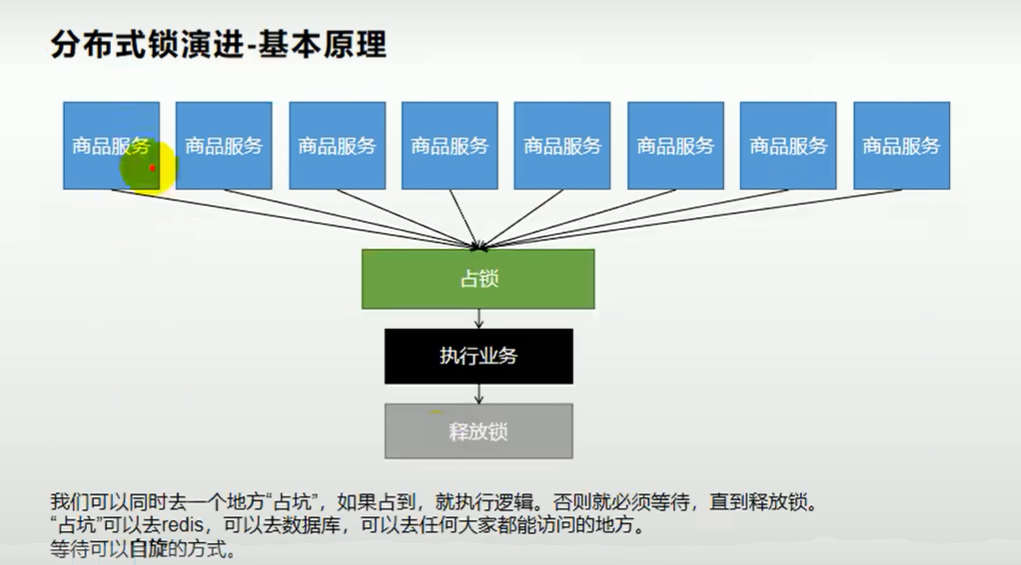 分布式锁演进-基本原理
商品服务 商品服务 商品服务 商品服务 商品服务 商品服务 商品服务 商品服务
占锁
执行业务
释放锁
我们可以同时去一个地方“占坑”，如果占到，就执行逻辑。否则就必须等待，直到释放锁。
“占坑”可以去redis，可以去数据库，可以去任何大家都能访问的地方。
等待可以自旋的方式。